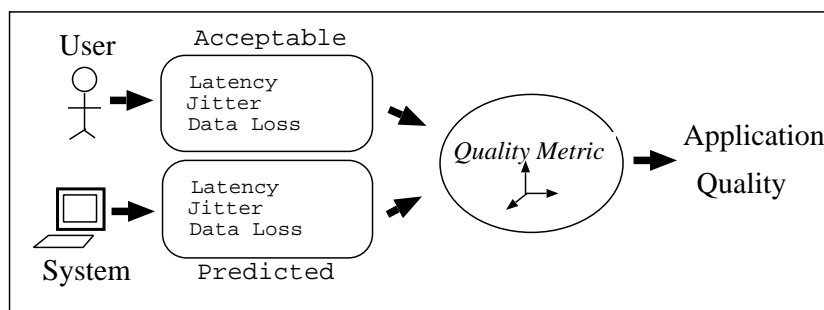 User
Acceptable
Latency
Jitter
Data Loss
System
Latency
Jitter
Data Loss
Predicted
Quality Metric
Application
Quality